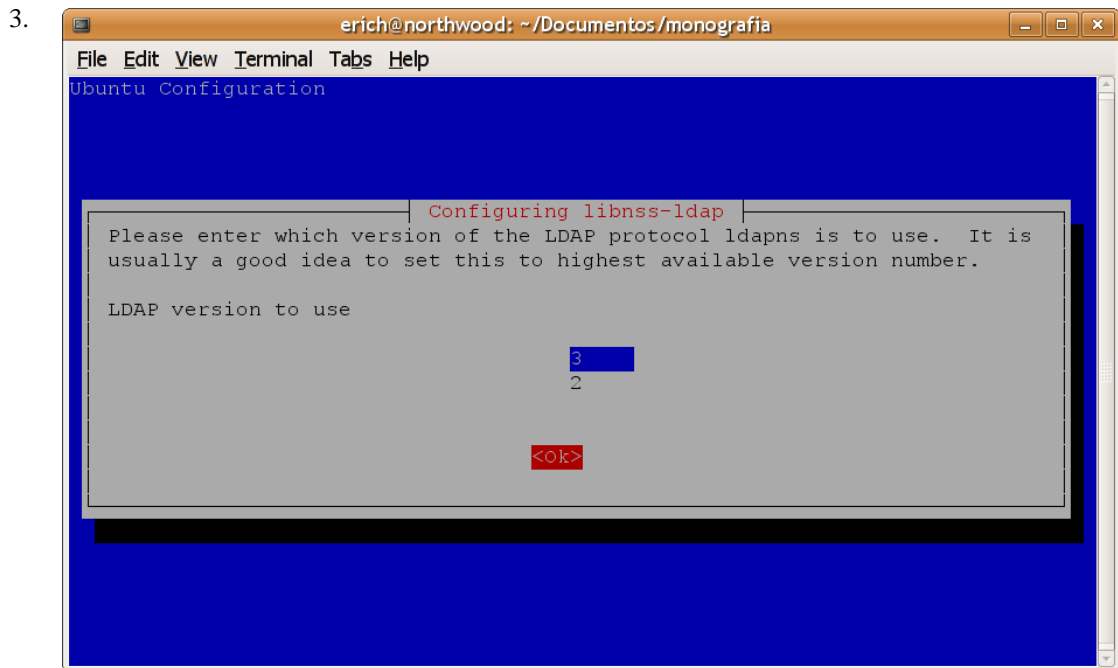 3.
erich@northwood: ~/Documentos/monografia
File Edit View Terminal Tabs Help
Ubuntu Configuration
Configuring libnss-ldap
Please enter which version of the LDAP protocol ldapns is to use. It is
usually a good idea to set this to highest available version number.
LDAP version to use
3
2
<Ok>